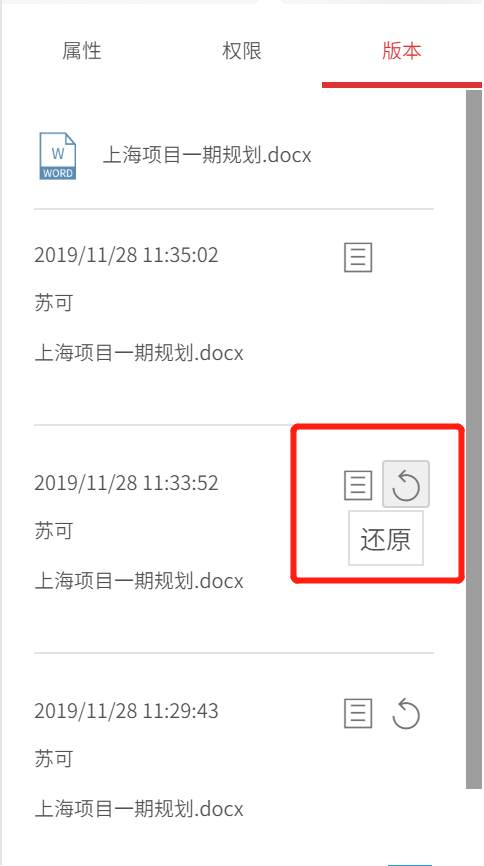 属性 权限 版本
W
WORD
上海项目一期规划.docx
2019/11/28 11:35:02
苏可
上海项目一期规划.docx
2019/11/28 11:33:52
还原
苏可
上海项目一期规划.docx
2019/11/28 11:29:43
苏可
上海项目一期规划.docx